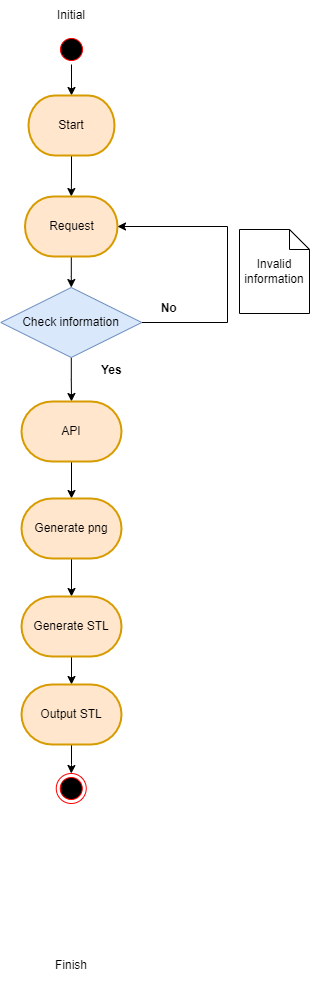 Initial
Start
Request
Invalid
information
Check information
No
Yes
API
Generate png
Generate STL
Output STL
Finish